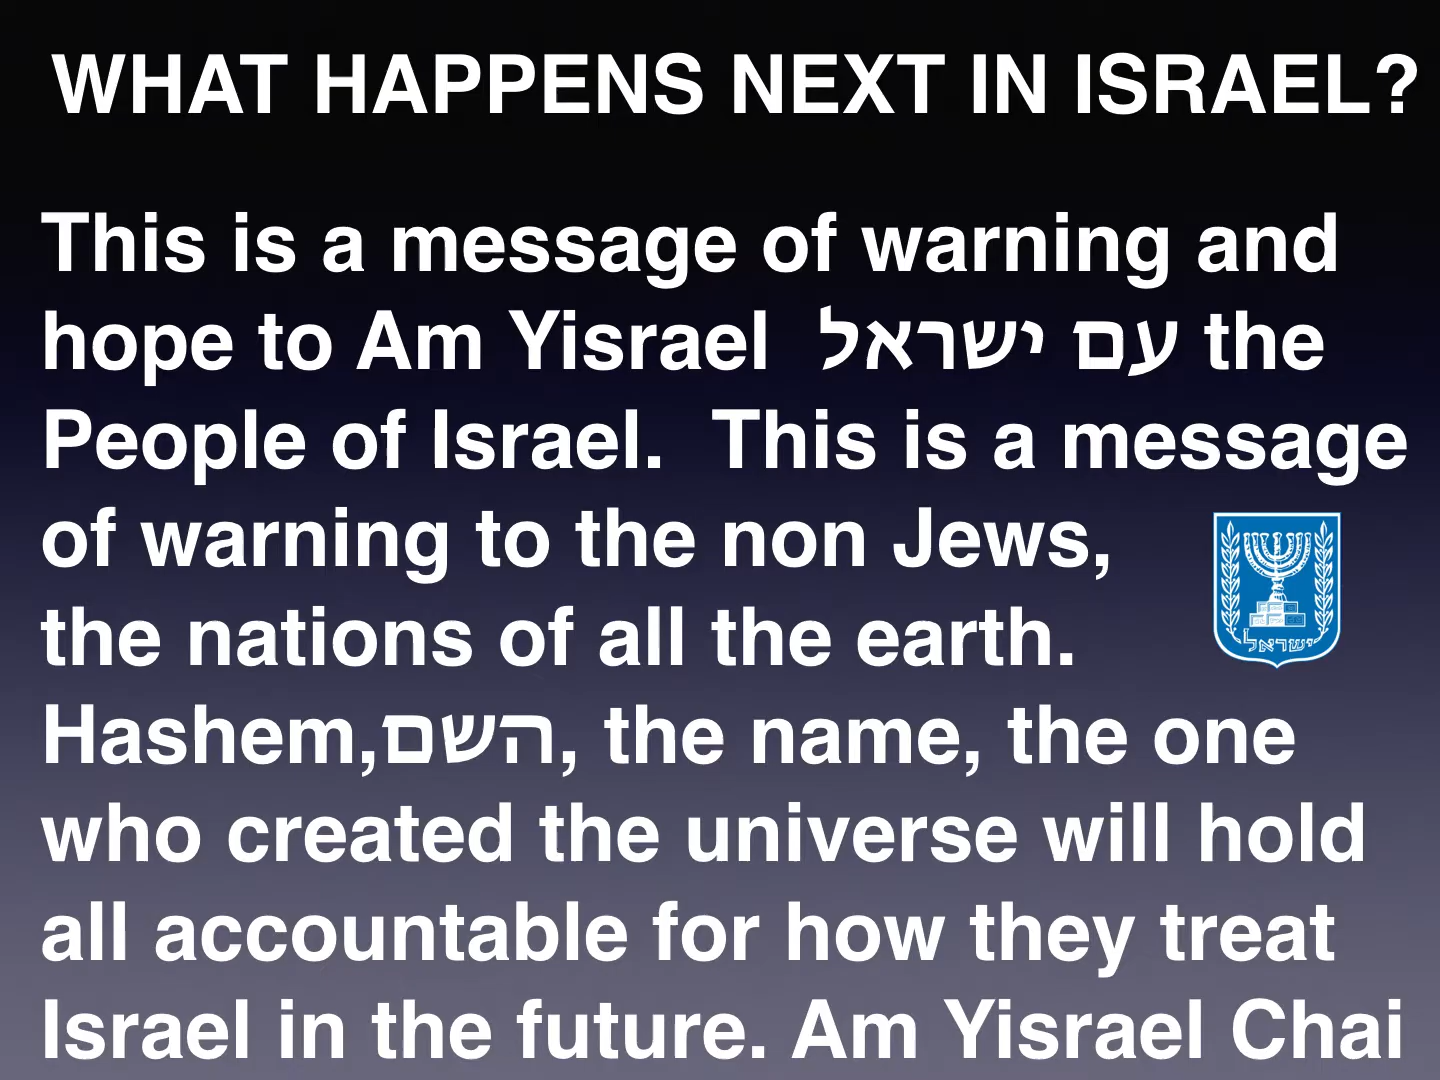 WHAT HAPPENS NEXT IN ISRAEL?
This is a message of warning and
hope to Am Yisrael עם ישראל the
People of Israel. This is a message
of warning to the non Jews,
the nations of all the earth.
ישראל
Hashem,השם, the name, the one
who created the universe will hold
all accountable for how they treat
Israel in the future. Am Yisrael Chai